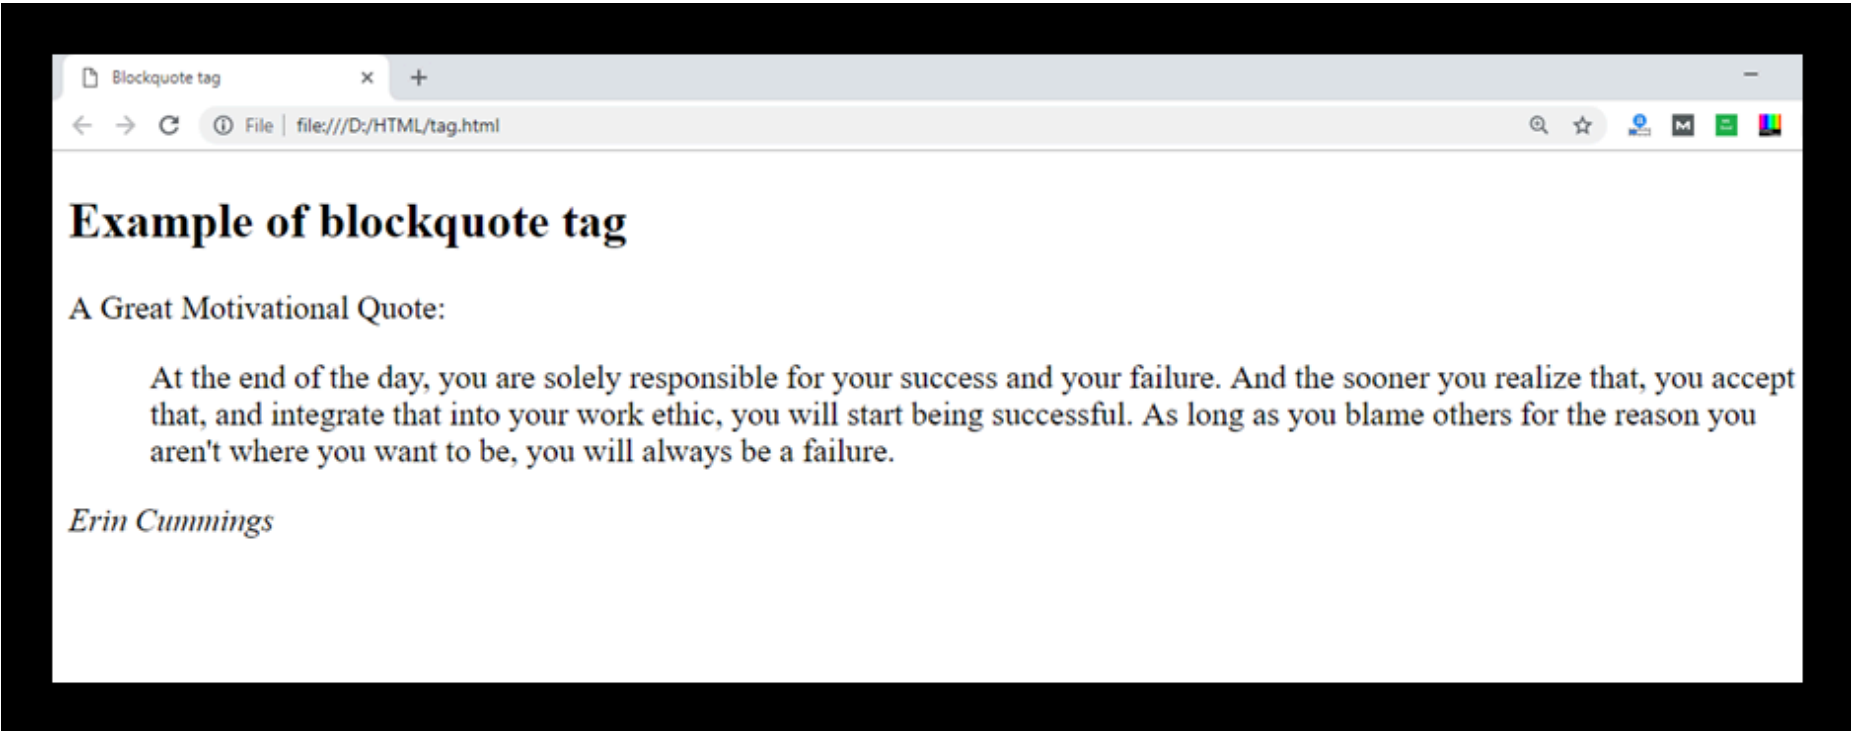 Blockquote tag
File | file:///D:/HTML/tag.html
Example of blockquote tag
A Great Motivational Quote:
At the end of the day, you are solely responsible for your success and your failure. And the sooner you realize that, you accept
that, and integrate that into your work ethic, you will start being successful. As long as you blame others for the reason you
aren't where you want to be, you will always be a failure.
Erin Cummings